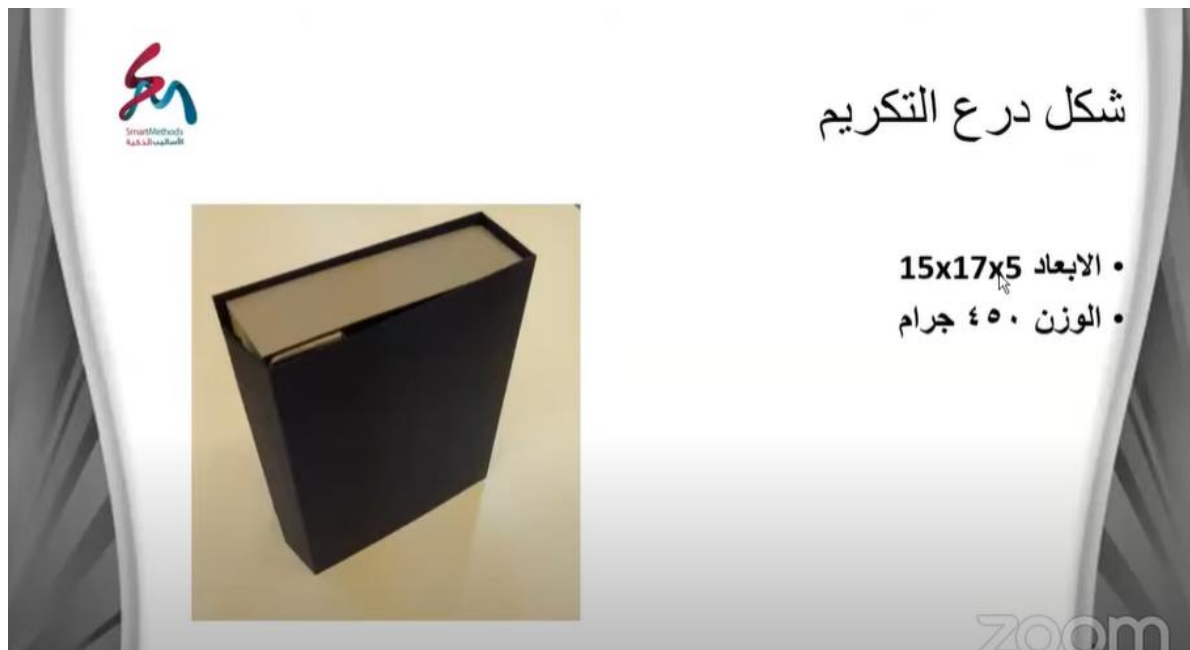 SmartMethods
الأساليب الذكية
شكل درع التكريم
• الابعاد 15x17x5
• الوزن ٤٥٠ جرام
zoom